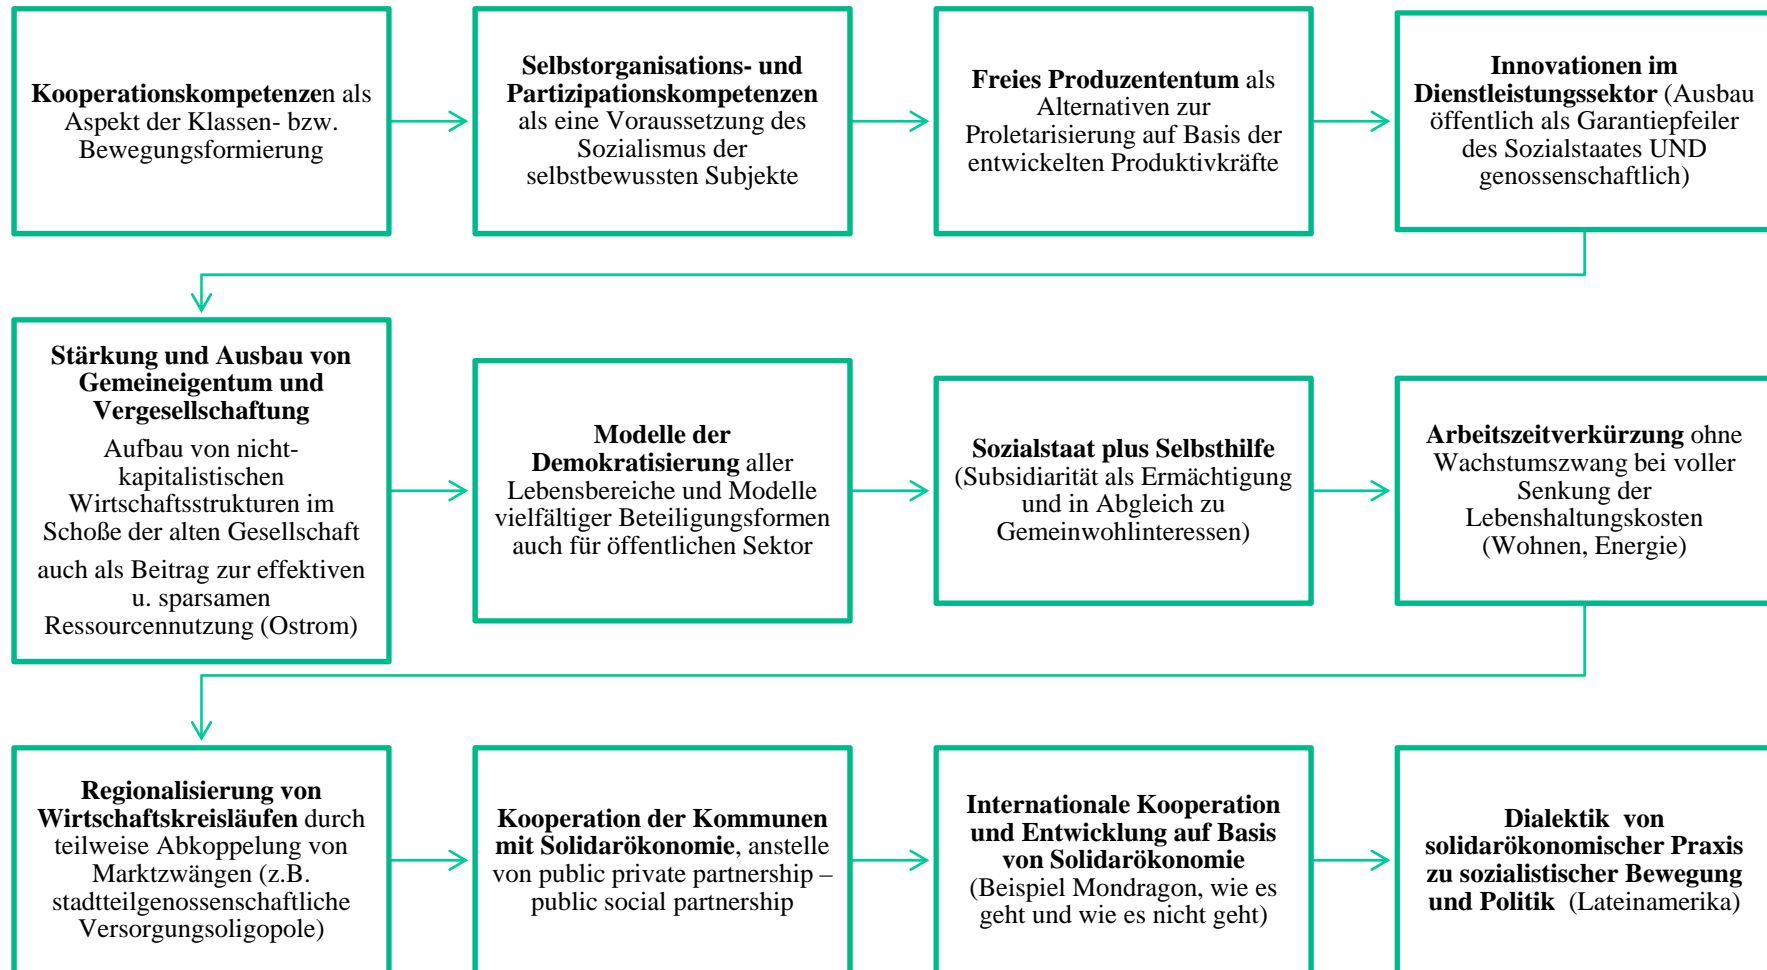 Kooperationskompetenzen als
Aspekt der Klassen- bzw.
Bewegungsformierung
Selbstorganisations- und
Partizipationskompetenzen
als eine Voraussetzung des
Sozialismus der
selbstbewussten Subjekte
Freies Produzententum als
Alternativen zur
Proletarisierung auf Basis der
entwickelten Produktivkräfte
Innovationen im
Dienstleistungssektor (Ausbau
öffentlich als Garantiepfeiler
des Sozialstaates UND
genossenschaftlich)
Stärkung und Ausbau von
Gemeineigentum und
Vergesellschaftung
Aufbau von nicht-
kapitalistischen
Wirtschaftsstrukturen im
Schoße der alten Gesellschaft
auch als Beitrag zur effektiven
u. sparsamen
Ressourcennutzung (Ostrom)
Modelle der
Demokratisierung aller
Lebensbereiche und Modelle
vielfältiger Beteiligungsformen
auch für öffentlichen Sektor
Sozialstaat plus Selbsthilfe
(Subsidiarität als Ermächtigung
und in Abgleich zu
Gemeinwohlinteressen)
Arbeitszeitverkürzung ohne
Wachstumszwang bei voller
Senkung der
Lebenshaltungskosten
(Wohnen, Energie)
Regionalisierung von
Wirtschaftskreisläufen durch
teilweise Abkoppelung von
Marktzwängen (z.B.
stadtteilgenossenschaftliche
Versorgungsoligopole)
Kooperation der Kommunen
mit Solidarökonomie, anstelle
von public private partnership –
public social partnership
Internationale Kooperation
und Entwicklung auf Basis
von Solidarökonomie
(Beispiel Mondragon, wie es
geht und wie es nicht geht)
Dialektik von
solidarökonomischer Praxis
zu sozialistischer Bewegung
und Politik (Lateinamerika)